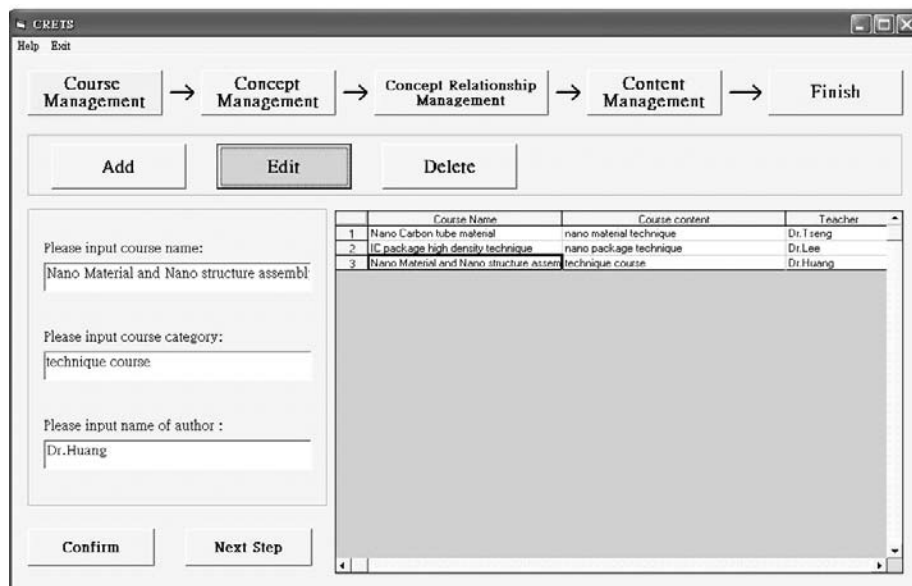 CRETS
Help Exit
Course
Management
Concept
Management
Concept Relationship
Management
Content
Management
Finish
Add
Edit
Delete
Please input course name:
Nano Material and Nano structure assembl
Please input course category:
technique course
Please input name of author :
Dr.Huang
Confirm
Next Step
Course Name Course content Teacher
1 Nano Carbon tube material nano material technique Dr.Tseng
2 IC package high density technique nano package technique Dr.Lee
3 Nano Material and Nano structure assem technique course Dr.Huang